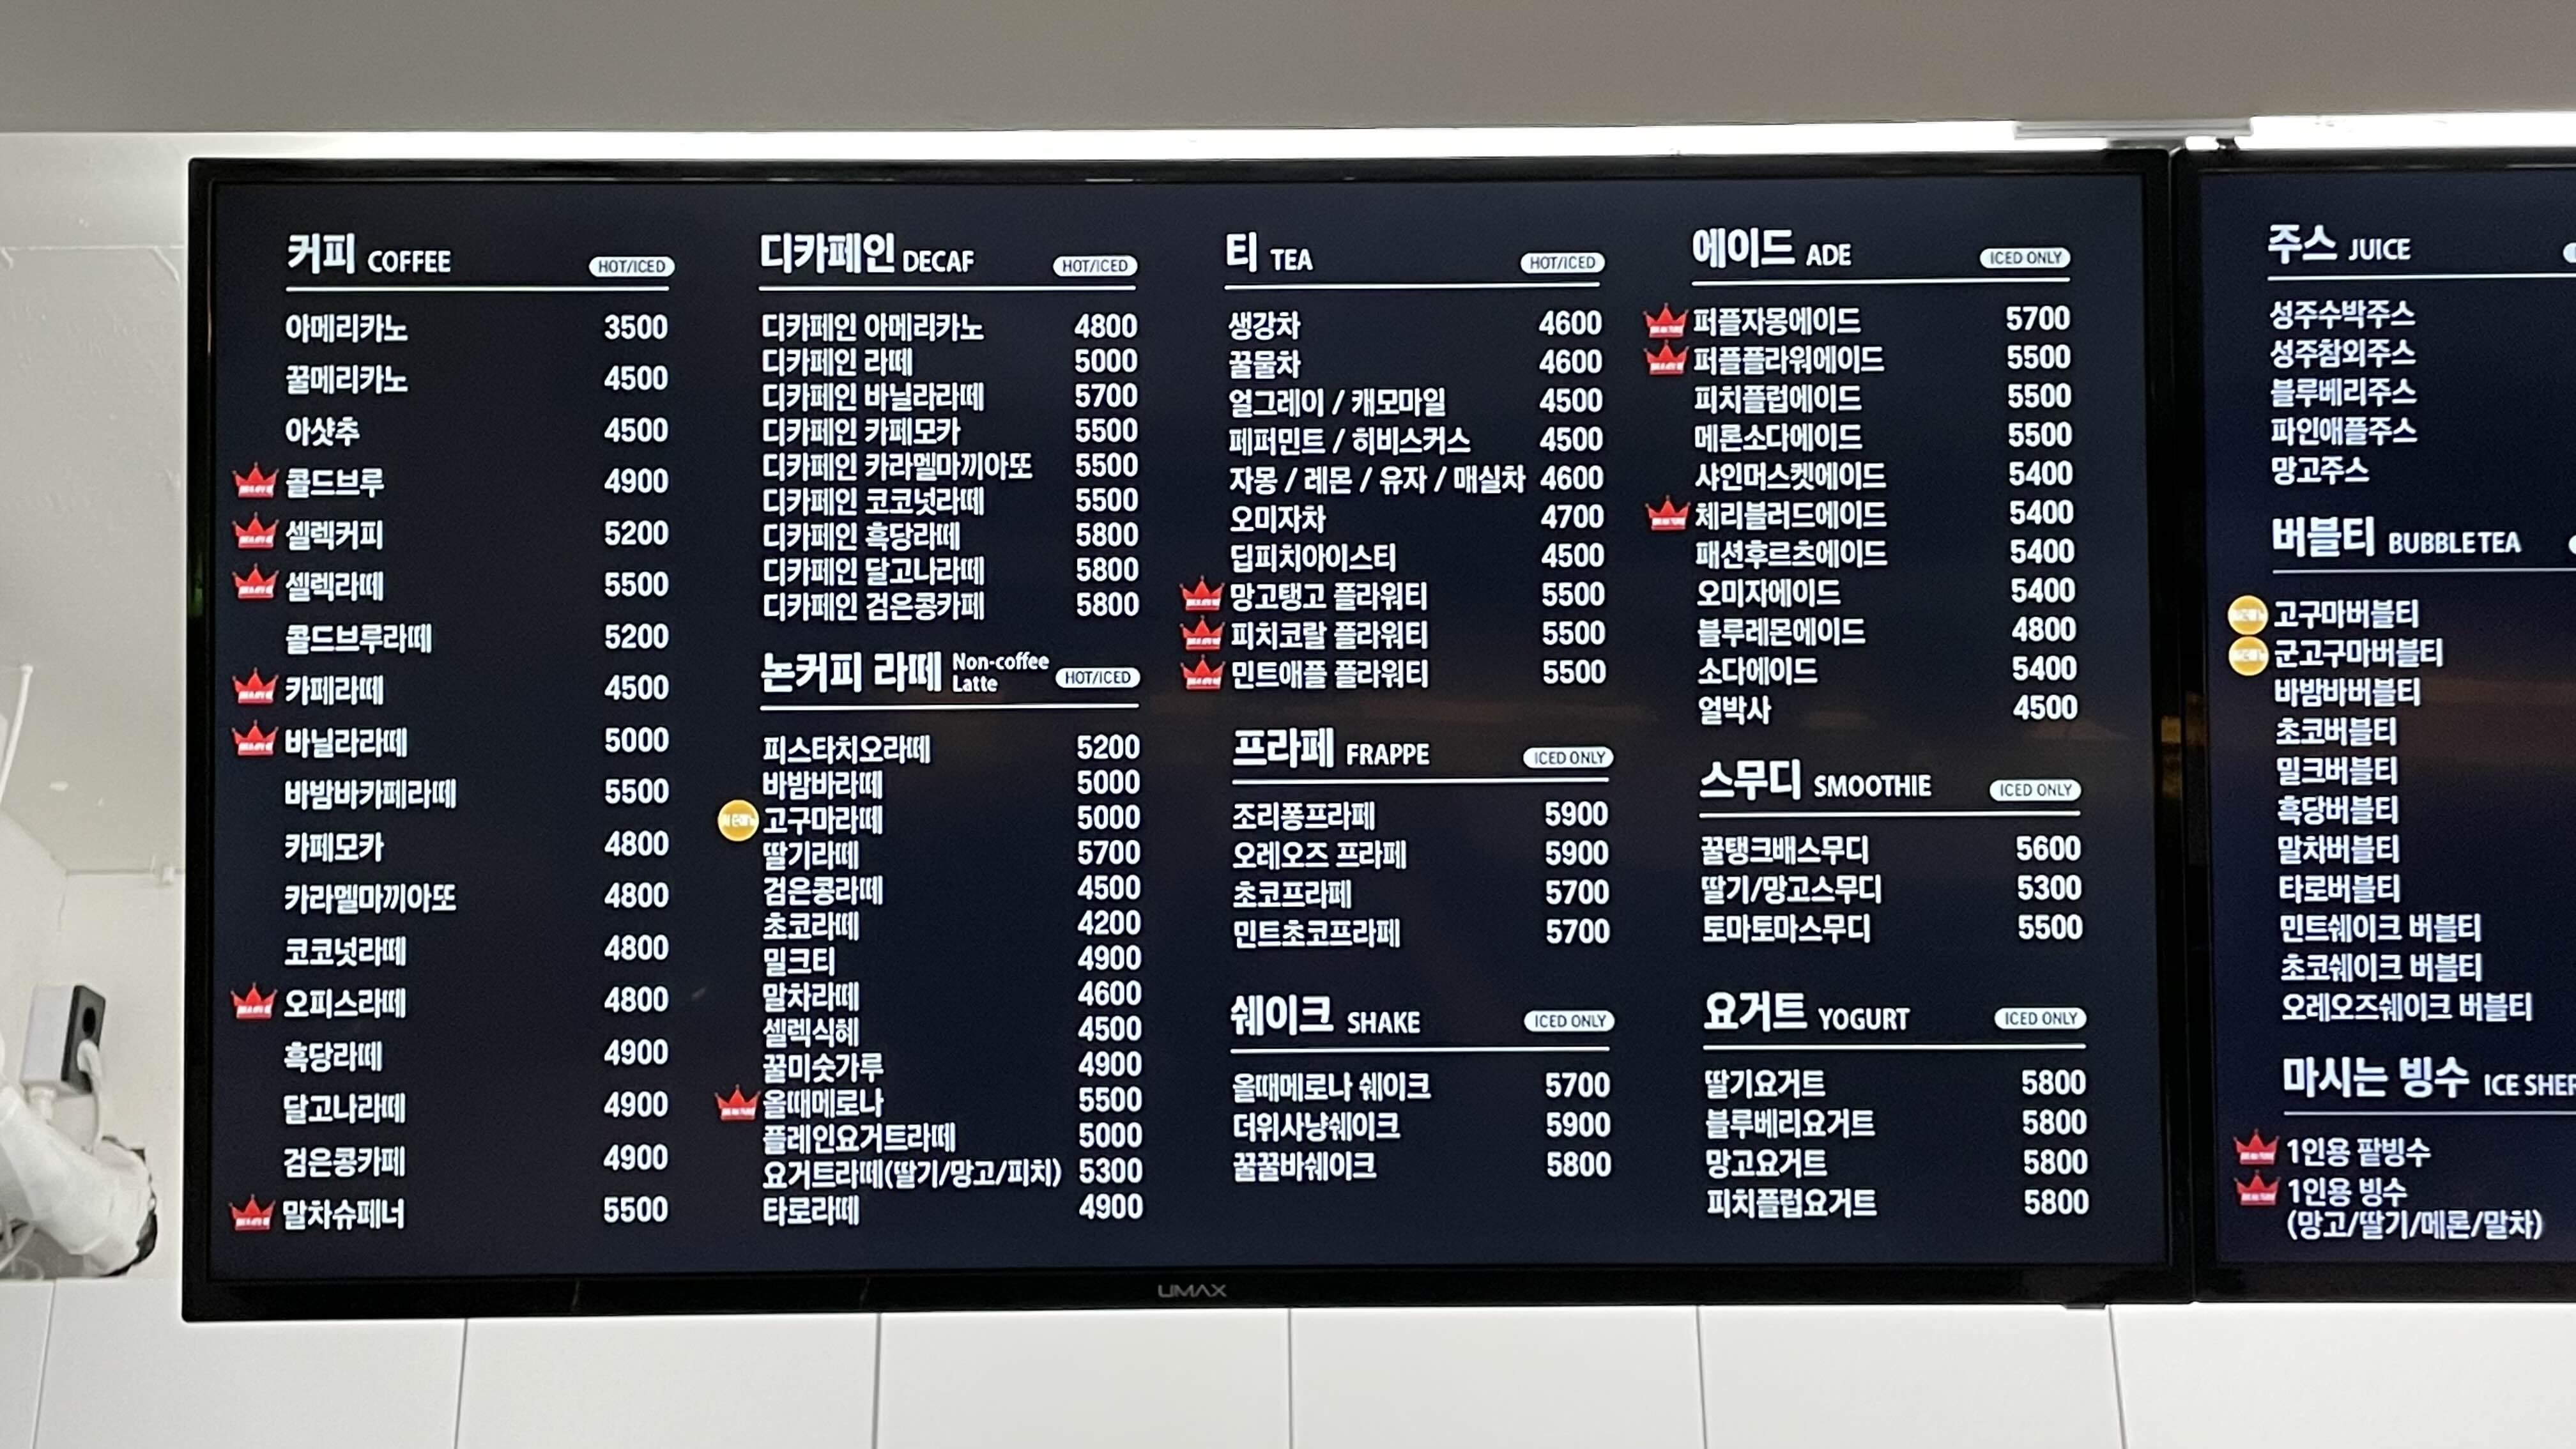 커피 COFFEE HOT/ICED
아메리카노 3500
꿀메리카노 4500
아샷추 4500
콜드브루 4900
셀렉커피 5200
셀렉라떼 5500
콜드브루라떼 5200
카페라떼 4500
바닐라라떼 5000
바밤바카페라떼 5500
카페모카 4800
카라멜마끼아또 4800
코코넛라떼 4800
오피스라떼 4800
흑당라떼 4900
달고나라떼 4900
검은콩카페 4900
말차슈페너 5500
디카페인 DECAF HOT/ICED
디카페인 아메리카노 4800
디카페인 라떼 5000
디카페인 바닐라라떼 5700
디카페인 카페모카 5500
디카페인 카라멜마끼아또 5500
디카페인 코코넛라떼 5500
디카페인 흑당라떼 5800
디카페인 달고나라떼 5800
디카페인 검은콩카페 5800
논커피 라떼 Non-coffee Latte HOT/ICED
피스타치오라떼 5200
바밤바라떼 5000
고구마라떼 5000
딸기라떼 5700
검은콩라떼 4500
초코라떼 4200
밀크티 4900
말차라떼 4600
셀렉식혜 4500
꿀미숫가루 4900
올때메로나 5500
플레인요거트라떼 5000
요거트라떼(딸기/망고/피치) 5300
타로라떼 4900
티 TEA HOT/ICED
생강차 4600
꿀물차 4600
얼그레이 / 캐모마일 4500
페퍼민트 / 히비스커스 4500
자몽 / 레몬 / 유자 / 매실차 4600
오미자차 4700
딥피치아이스티 4500
망고탱고 플라워티 5500
피치코랄 플라워티 5500
민트애플 플라워티 5500
프라페 FRAPPE ICED ONLY
조리퐁프라페 5900
오레오즈 프라페 5900
초코프라페 5700
민트초코프라페 5700
쉐이크 SHAKE ICED ONLY
올때메로나 쉐이크 5700
더위사냥쉐이크 5900
꿀꿀바쉐이크 5800
에이드 ADE ICED ONLY
퍼플자몽에이드 5700
퍼플플라워에이드 5500
피치플럽에이드 5500
메론소다에이드 5500
샤인머스켓에이드 5400
체리블러드에이드 5400
패션후르츠에이드 5400
오미자에이드 5400
블루레몬에이드 4800
소다에이드 5400
얼박사 4500
스무디 SMOOTHIE ICED ONLY
꿀탱크배스무디 5600
딸기/망고스무디 5300
토마토마스무디 5500
요거트 YOGURT ICED ONLY
딸기요거트 5800
블루베리요거트 5800
망고요거트 5800
피치플럽요거트 5800
주스 JUICE
성주수박주스
성주참외주스
블루베리주스
파인애플주스
망고주스
버블티 BUBBLE TEA
고구마버블티
군고구마버블티
바밤바버블티
초코버블티
밀크버블티
흑당버블티
말차버블티
타로버블티
민트쉐이크 버블티
초코쉐이크 버블티
오레오즈쉐이크 버블티
마시는 빙수 ICE SHER
1인용 팥빙수
1인용 빙수
(망고/딸기/메론/말차)
UMAX